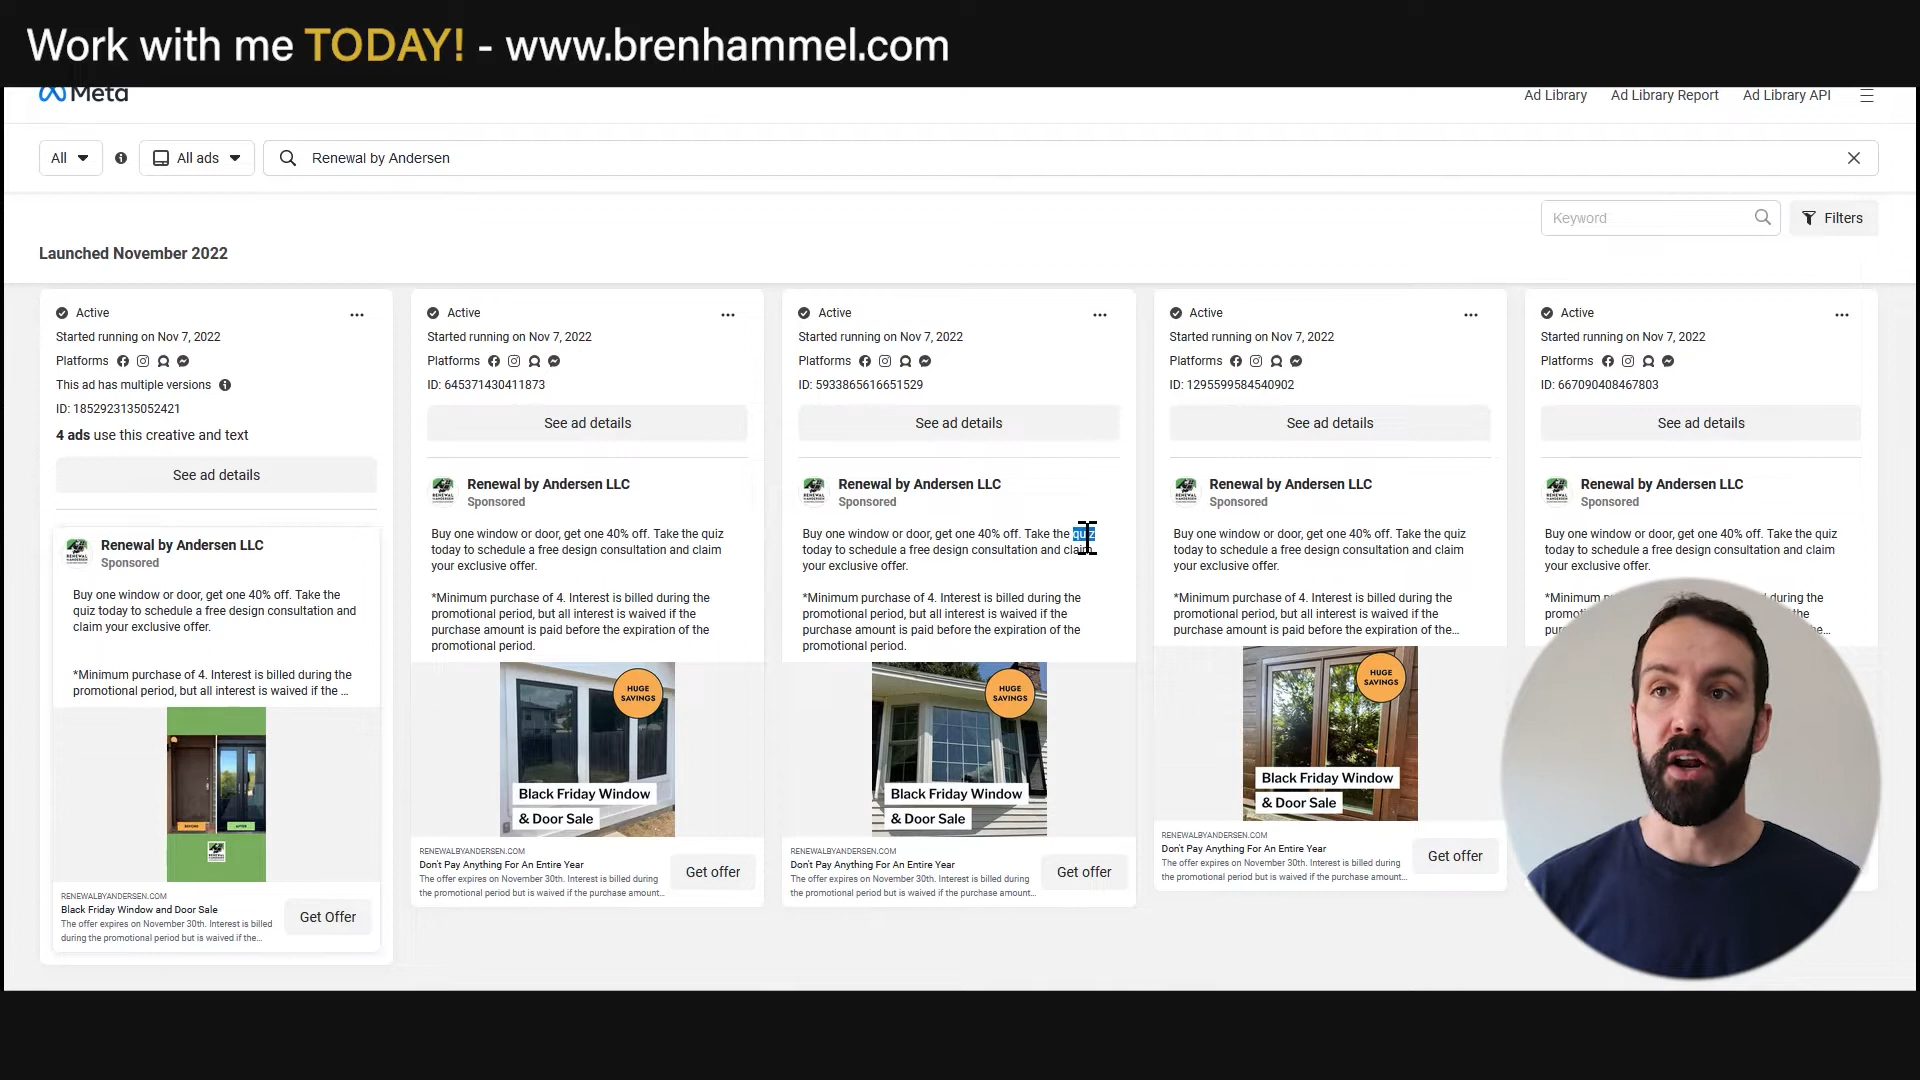 Work with me TODAY! - www.brenhammel.com
Meta
Ad Library
Ad Library Report
Ad Library API
All
All ads
Renewal by Andersen
Keyword
Filters
Launched November 2022
Active
Started running on Nov 7, 2022
Platforms
This ad has multiple versions
ID: 1852923135052421
4 ads use this creative and text
See ad details
Renewal by Andersen LLC
Sponsored
Buy one window or door, get one 40% off. Take the
quiz today to schedule a free design consultation and
claim your exclusive offer.
*Minimum purchase of 4. Interest is billed during the
promotional period, but all interest is waived if the ...
BEFORE
AFTER
RENEWALBYANDERSEN.COM
Black Friday Window and Door Sale
The offer expires on November 30th. Interest is billed
during the promotional period but is waived if the...
Get Offer
Active
Started running on Nov 7, 2022
Platforms
ID: 645371430411873
See ad details
Renewal by Andersen LLC
Sponsored
Buy one window or door, get one 40% off. Take the quiz
today to schedule a free design consultation and claim
your exclusive offer.
*Minimum purchase of 4. Interest is billed during the
promotional period, but all interest is waived if the
purchase amount is paid before the expiration of the
promotional period.
HUGE
SAVINGS
Black Friday Window
& Door Sale
RENEWALBYANDERSEN.COM
Don't Pay Anything For An Entire Year
The offer expires on November 30th. Interest is billed during
the promotional period but is waived if the purchase amount...
Get offer
Active
Started running on Nov 7, 2022
Platforms
ID: 5933865616651529
See ad details
Renewal by Andersen LLC
Sponsored
Buy one window or door, get one 40% off. Take the quiz
today to schedule a free design consultation and claim
your exclusive offer.
*Minimum purchase of 4. Interest is billed during the
promotional period, but all interest is waived if the
purchase amount is paid before the expiration of the
promotional period.
HUGE
SAVINGS
Black Friday Window
& Door Sale
RENEWALBYANDERSEN.COM
Don't Pay Anything For An Entire Year
The offer expires on November 30th. Interest is billed during
the promotional period but is waived if the purchase amount...
Get offer
Active
Started running on Nov 7, 2022
Platforms
ID: 1295599584540902
See ad details
Renewal by Andersen LLC
Sponsored
Buy one window or door, get one 40% off. Take the quiz
today to schedule a free design consultation and claim
your exclusive offer.
*Minimum purchase of 4. Interest is billed during the
promotional period, but all interest is waived if the
purchase amount is paid before the expiration of the...
HUGE
SAVINGS
Black Friday Window
& Door Sale
RENEWALBYANDERSEN.COM
Don't Pay Anything For An Entire Year
The offer expires on November 30th. Interest is billed during
the promotional period but is waived if the purchase amount...
Get offer
Active
Started running on Nov 7, 2022
Platforms
ID: 667090408467803
See ad details
Renewal by Andersen LLC
Sponsored
Buy one window or door, get one 40% off. Take the quiz
today to schedule a free design consultation and claim
your exclusive offer.
*Minimum during the
if the
the...